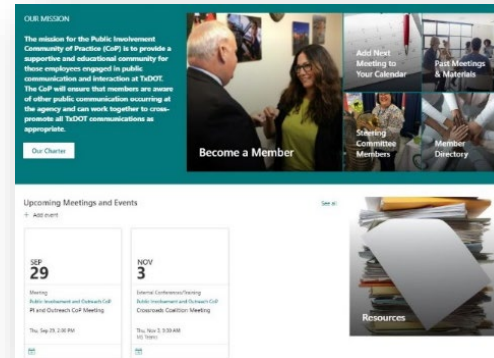 OUR MISSION
The mission for the Public Involvement
Community of Practice (CoP) is to provide a
supportive and educational community for
those employees engaged in public
communication and interaction at TxDOT.
The CoP will ensure that members are aware
of other public communication occurring at
the agency and can work together to cross-
promote all TxDOT communications as
appropriate.
Our Charter
Become a Member
Add Next
Meeting to
Your Calendar
Past Meetings
& Materials
Steering
Committee
Members
Member
Directory
Upcoming Meetings and Events
See all
+ Add event
SEP
29
Meeting
Public Involvement and Outreach CoP
PI and Outreach CoP Meeting
Thu, Sep 29, 2:00 PM
NOV
3
External Conference/Training
Public Involvement and Outreach CoP
Crossroads Coalition Meeting
Thu, Nov 3, 9:30 AM
Resources